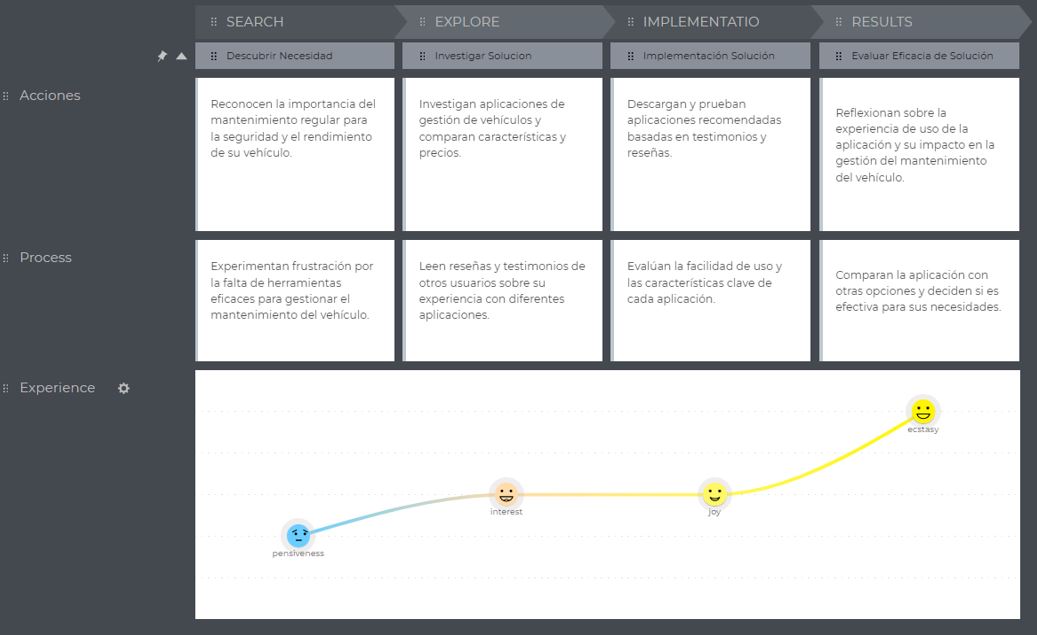 SEARCH
EXPLORE
IMPLEMENTATIO
RESULTS
Descubrir Necesidad
Investigar Solucion
Implementación Solución
Evaluar Eficacia de Solución
Acciones
Reconocen la importancia del
mantenimiento regular para
la seguridad y el rendimiento
de su vehículo.
Investigan aplicaciones de
gestión de vehículos y
comparan características y
precios.
Descargan y prueban
aplicaciones recomendadas
basadas en testimonios y
reseñas.
Reflexionan sobre la
experiencia de uso de la
aplicación y su impacto en la
gestión del mantenimiento
del vehículo.
Process
Experimentan frustración por
la falta de herramientas
eficaces para gestionar el
mantenimiento del vehículo.
Leen reseñas y testimonios de
otros usuarios sobre su
experiencia con diferentes
aplicaciones.
Evalúan la facilidad de uso y
las características clave de
cada aplicación.
Comparan la aplicación con
otras opciones y deciden si es
efectiva para sus necesidades.
Experience
ecstasy
interest
joy
pensiveness